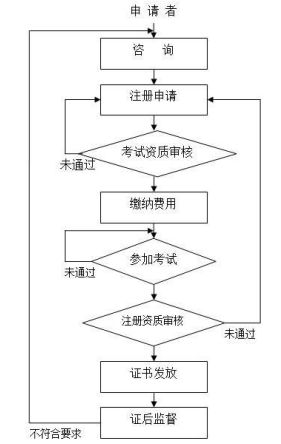 申 请 者
咨 询
注册申请
考试资质审核
未通过
缴纳费用
参加考试
未通过
注册资质审核
未通过
证书发放
证后监督
不符合要求